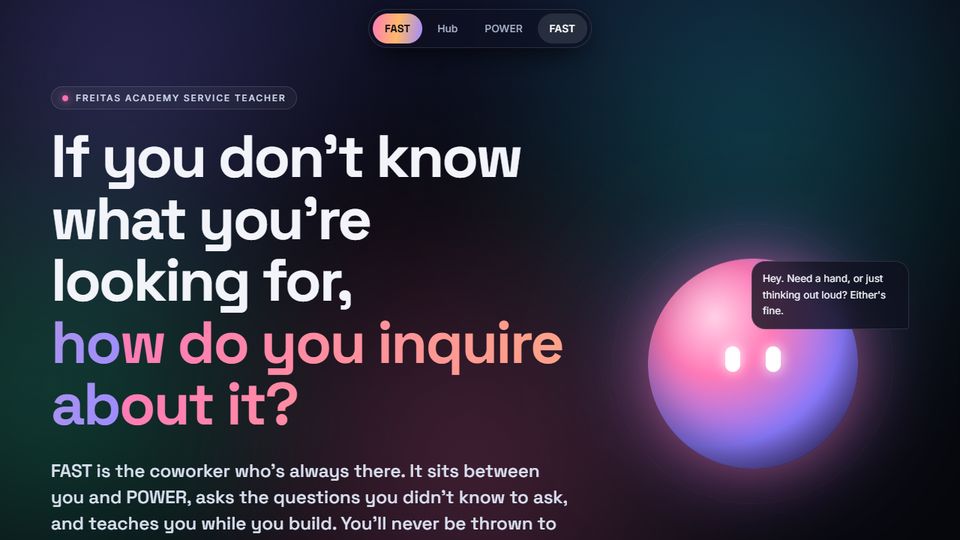 FAST Hub POWER FAST
FREITAS ACADEMY SERVICE TEACHER
If you don’t know
what you’re
looking for,
how do you inquire
about it?
Hey. Need a hand, or just
thinking out loud? Either's
fine.
FAST is the coworker who’s always there. It sits between
you and POWER, asks the questions you didn’t know to ask,
and teaches you while you build. You’ll never be thrown to